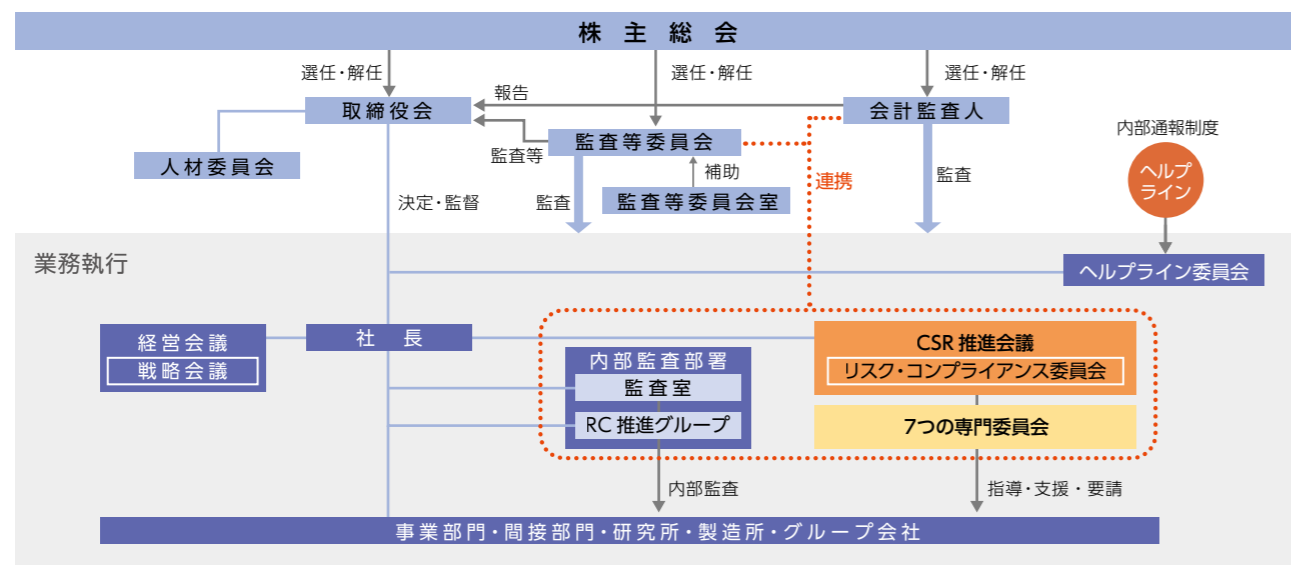 株主総会
選任・解任
選任・解任
選任・解任
報告
取締役会
会計監査人
監査等委員会
監査等
人材委員会
補助
監査等委員会室
連携
決定・監督
監査
監査
内部通報制度
ヘルプ
ライン
業務執行
ヘルプライン委員会
社長
経営会議
戦略会議
内部監査部署
監査室
RC推進グループ
CSR推進会議
リスク・コンプライアンス委員会
7つの専門委員会
内部監査
指導・支援・要請
事業部門・間接部門・研究所・製造所・グループ会社